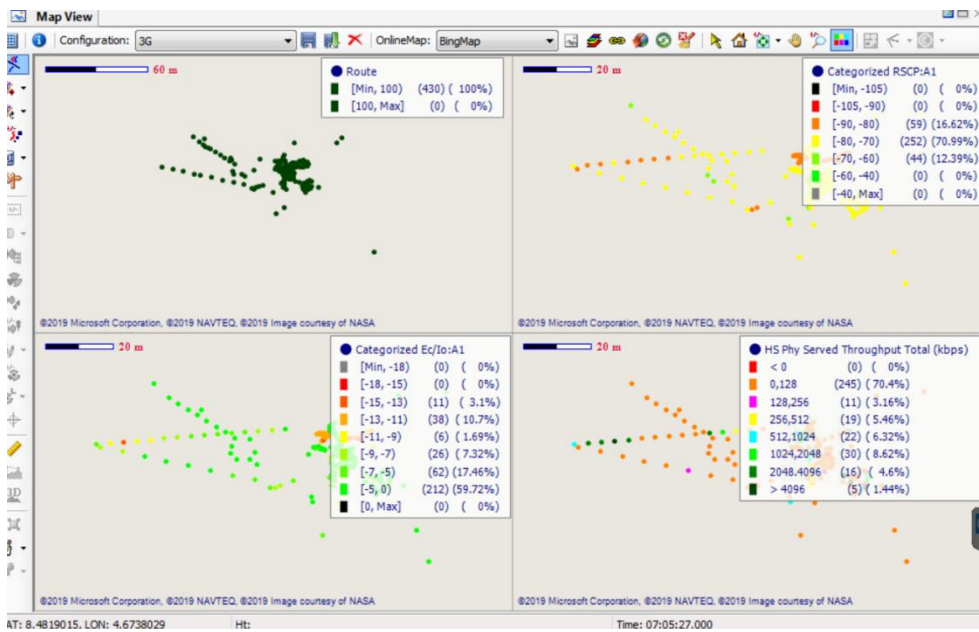 Map View
Configuration: 3G OnlineMap: BingMap
60 m
Route
[Min, 100) (430) ( 100%)
[100, Max] (0) ( 0%)
©2019 Microsoft Corporation, ©2019 NAVTEQ, ©2019 Image courtesy of NASA
20 m
Categorized RSCP:A1
[Min, -105) (0) ( 0%)
[-105, -90) (0) ( 0%)
[-90, -80) (59) (16.62%)
[-80, -70) (252) (70.99%)
[-70, -60) (44) (12.39%)
[-60, -40) (0) ( 0%)
[-40, Max] (0) ( 0%)
©2019 Microsoft Corporation, ©2019 NAVTEQ, ©2019 Image courtesy of NASA
20 m
Categorized Ec/Io:A1
[Min, -18) (0) ( 0%)
[-18, -15) (0) ( 0%)
[-15, -13) (11) ( 3.1%)
[-13, -11) (38) ( 10.7%)
[-11, -9) (6) ( 1.69%)
[-9, -7) (26) ( 7.32%)
[-7, -5) (62) (17.46%)
[-5, 0) (212) (59.72%)
[0, Max] (0) ( 0%)
©2019 Microsoft Corporation, ©2019 NAVTEQ, ©2019 Image courtesy of NASA
20 m
HS Phy Served Throughput Total (kbps)
< 0 (0) ( 0%)
0,128 (245) ( 70.4%)
128,256 (11) ( 3.16%)
256,512 (19) ( 5.46%)
512,1024 (22) ( 6.32%)
1024,2048 (30) ( 8.62%)
2048.4096 (16) ( 4.6%)
> 4096 (5) ( 1.44%)
©2019 Microsoft Corporation, ©2019 NAVTEQ, ©2019 Image courtesy of NASA
3D
AT: 8.4819015, LON: 4.6738029 Ht: Time: 07:05:27.000